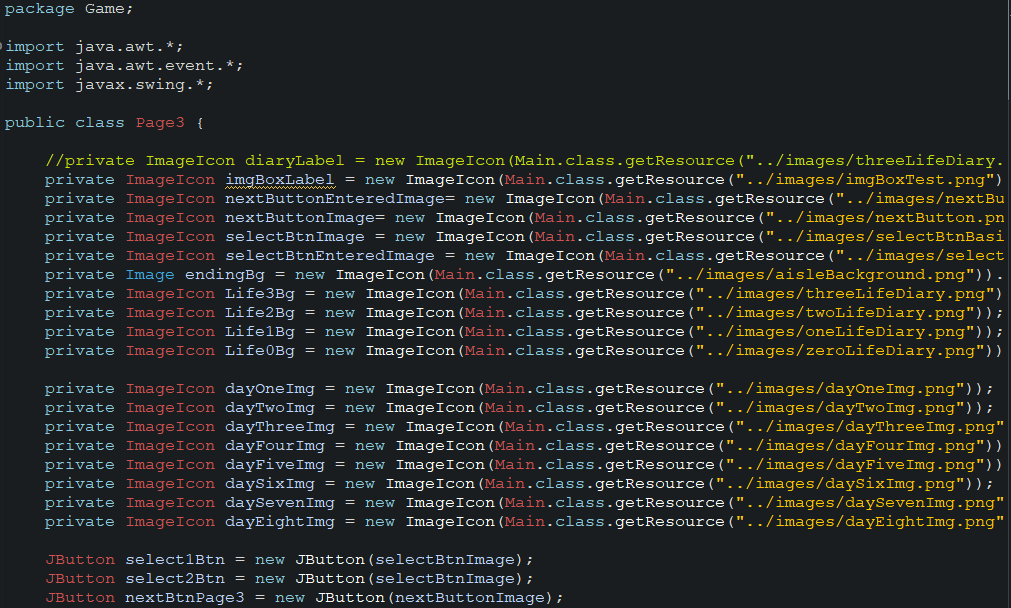 package Game;
import java.awt.*;
import java.awt.event.*;
import javax.swing.*;
public class Page3 {
//private ImageIcon diaryLabel = new ImageIcon(Main.class.getResource("../images/threeLifeDiary.
private ImageIcon imgBoxLabel = new ImageIcon(Main.class.getResource("../images/imgBoxTest.png")
private ImageIcon nextButtonEnteredImage= new ImageIcon(Main.class.getResource("../images/nextBu
private ImageIcon nextButtonImage= new ImageIcon(Main.class.getResource("../images/nextButton.pn
private ImageIcon selectBtnImage = new ImageIcon(Main.class.getResource("../images/selectBtnBasi
private ImageIcon selectBtnEnteredImage = new ImageIcon(Main.class.getResource("../images/select
private Image endingBg = new ImageIcon(Main.class.getResource("../images/aisleBackground.png")).
private ImageIcon Life3Bg = new ImageIcon(Main.class.getResource("../images/threeLifeDiary.png")
private ImageIcon Life2Bg = new ImageIcon(Main.class.getResource("../images/twoLifeDiary.png"));
private ImageIcon Life1Bg = new ImageIcon(Main.class.getResource("../images/oneLifeDiary.png"));
private ImageIcon Life0Bg = new ImageIcon(Main.class.getResource("../images/zeroLifeDiary.png"))
private ImageIcon dayOneImg = new ImageIcon(Main.class.getResource("../images/dayOneImg.png"));
private ImageIcon dayTwoImg = new ImageIcon(Main.class.getResource("../images/dayTwoImg.png"));
private ImageIcon dayThreeImg = new ImageIcon(Main.class.getResource("../images/dayThreeImg.png"
private ImageIcon dayFourImg = new ImageIcon(Main.class.getResource("../images/dayFourImg.png"))
private ImageIcon dayFiveImg = new ImageIcon(Main.class.getResource("../images/dayFiveImg.png"))
private ImageIcon daySixImg = new ImageIcon(Main.class.getResource("../images/daySixImg.png"));
private ImageIcon daySevenImg = new ImageIcon(Main.class.getResource("../images/daySevenImg.png"
private ImageIcon dayEightImg = new ImageIcon(Main.class.getResource("../images/dayEightImg.png"
JButton select1Btn = new JButton(selectBtnImage);
JButton select2Btn = new JButton(selectBtnImage);
JButton nextBtnPage3 = new JButton(nextButtonImage);